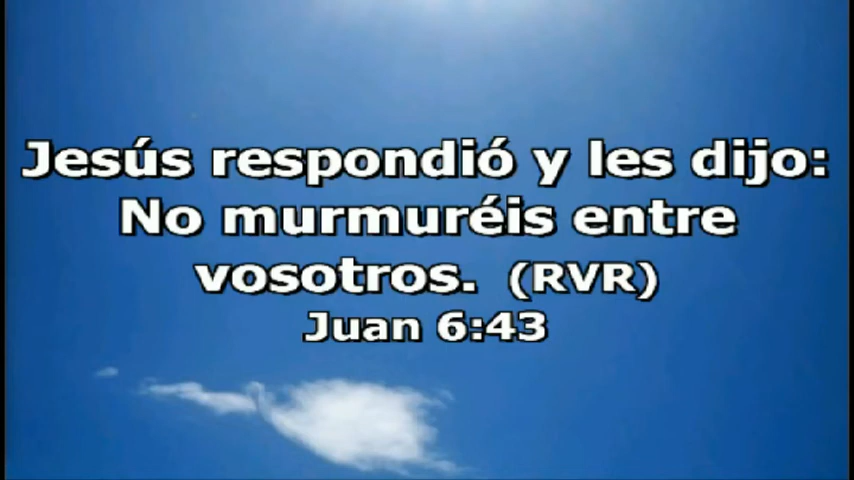 Jesús respondió y les dijo:
No murmuréis entre
vosotros. (RVR)
Juan 6:43